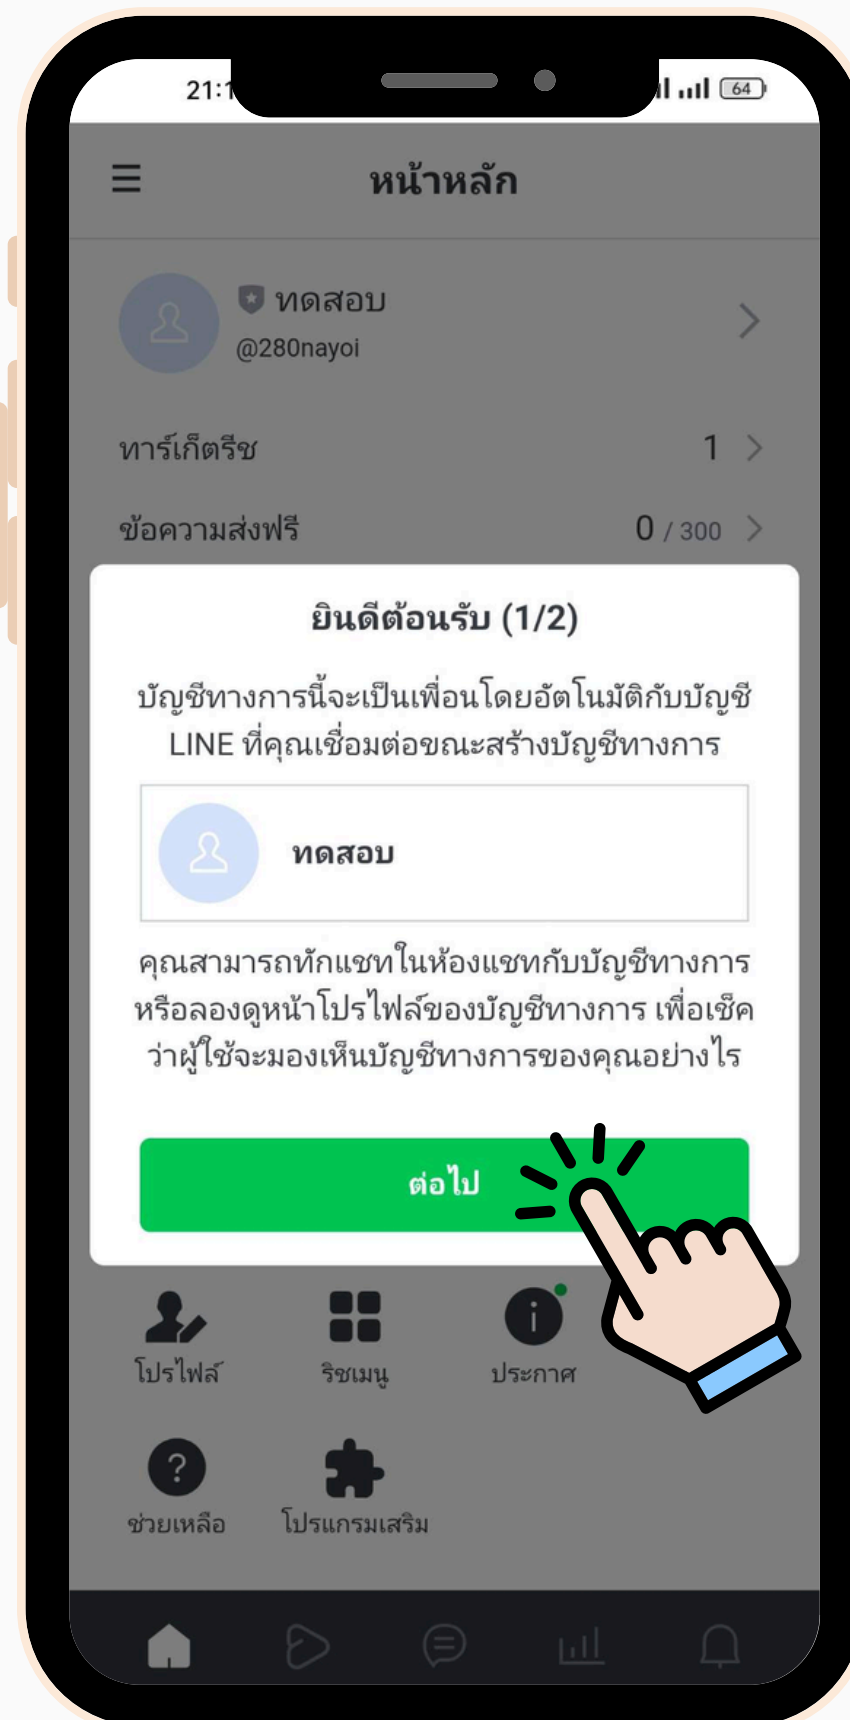 64
หน้าหลัก
ทดสอบ
@280nayoi
ทาร์เก็ตรีช 1
ข้อความส่งฟรี 0 / 300
ยินดีต้อนรับ (1/2)
บัญชีทางการนี้จะเป็นเพื่อนโดยอัตโนมัติกับบัญชี
LINE ที่คุณเชื่อมต่อขณะสร้างบัญชีทางการ
ทดสอบ
คุณสามารถทักแชทในห้องแชทกับบัญชีทางการ
หรือลองดูหน้าโปรไฟล์ของบัญชีทางการ เพื่อเช็ค
ว่าผู้ใช้จะมองเห็นบัญชีทางการของคุณอย่างไร
ต่อไป
โปรไฟล์ ริชเมนู ประกาศ
ช่วยเหลือ โปรแกรมเสริม